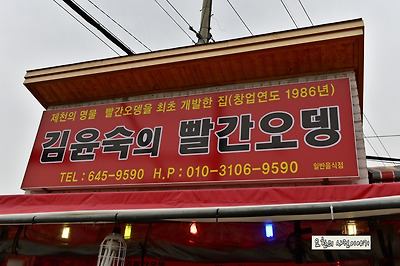 제천의 명물 빨간오뎅을 최초 개발한 집(창업연도 1986년)
김윤숙의 빨간오뎅
TEL: 645-9590 H.P: 010-3106-9590 일반음식점